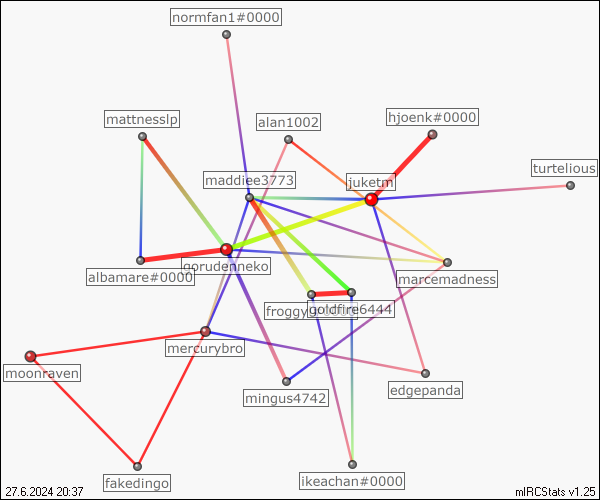 normfan1#0000
mattnesslp
alan1002
hjoenk#0000
turtelious
maddiee3773
juketm
gorudenneko
albamare#0000
marcemadness
goldfire6444
mercurybro
moonraven
mingus4742
edgepanda
fakedingo
ikeachan#0000
27.6.2024 20:37
mIRCStats v1.25